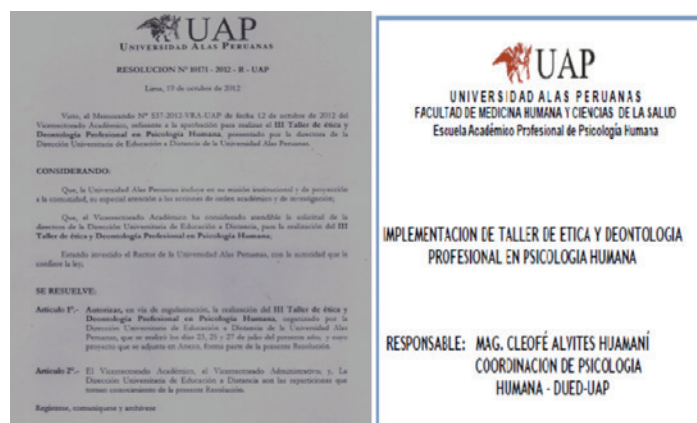 UAP
UNIVERSIDAD ALAS PERUANAS
RESOLUCION Nº 10171 - 2012 - R - UAP
Lima, 19 de octubre de 2012
Visto, el Memorando Nº 537-2012-VRA-UAP de fecha 12 de octubre de 2012 del
Vicerrectorado Académico, referente a la aprobación para realizar el III Taller de ética y
Deontología Profesional en Psicología Humana, presentado por la directora de la
Dirección Universitaria de Educación a Distancia de la Universidad Alas Peruanas.
CONSIDERANDO:
Que, la Universidad Alas Peruanas incluye en su misión institucional y de proyección
a la comunidad, su especial atención a las acciones de orden académico y de investigación;
Que, el Vicerrectorado Académico ha considerado atendible la solicitud de la
directora de la Dirección Universitaria de Educación a Distancia, para la realización del III
Taller de ética y Deontología Profesional en Psicología Humana;
Estando investido el Rector de la Universidad Alas Peruanas, con la autoridad que le
confiere la ley;
SE RESUELVE:
Artículo 1º.- Autorizar, en vía de regularización, la realización del III Taller de ética y
Deontología Profesional en Psicología Humana, organizado por la
Dirección Universitaria de Educación a Distancia de la Universidad Alas
Peruanas, que se realizó los días 23, 25 y 27 de julio del presente año, y cuyo
proyecto que se adjunta en Anexo, forma parte de la presente Resolución.
Artículo 2º.- El Vicerrectorado Académico, el Vicerrectorado Administrativo, y, La
Dirección Universitaria de Educación a Distancia son las reparticiones que
toman conocimiento de la presente Resolución.
Regístrese, comuníquese y archívese
UAP
UNIVERSIDAD ALAS PERUANAS
FACULTAD DE MEDICINA HUMANA Y CIENCIAS DE LA SALUD
Escuela Académico Profesional de Psicología Humana
IMPLEMENTACION DE TALLER DE ETICA Y DEONTOLOGIA
PROFESIONAL EN PSICOLOGIA HUMANA
RESPONSABLE: MAG. CLEOFÉ ALVITES HUAMANÍ
COORDINACION DE PSICOLOGIA
HUMANA - DUED-UAP